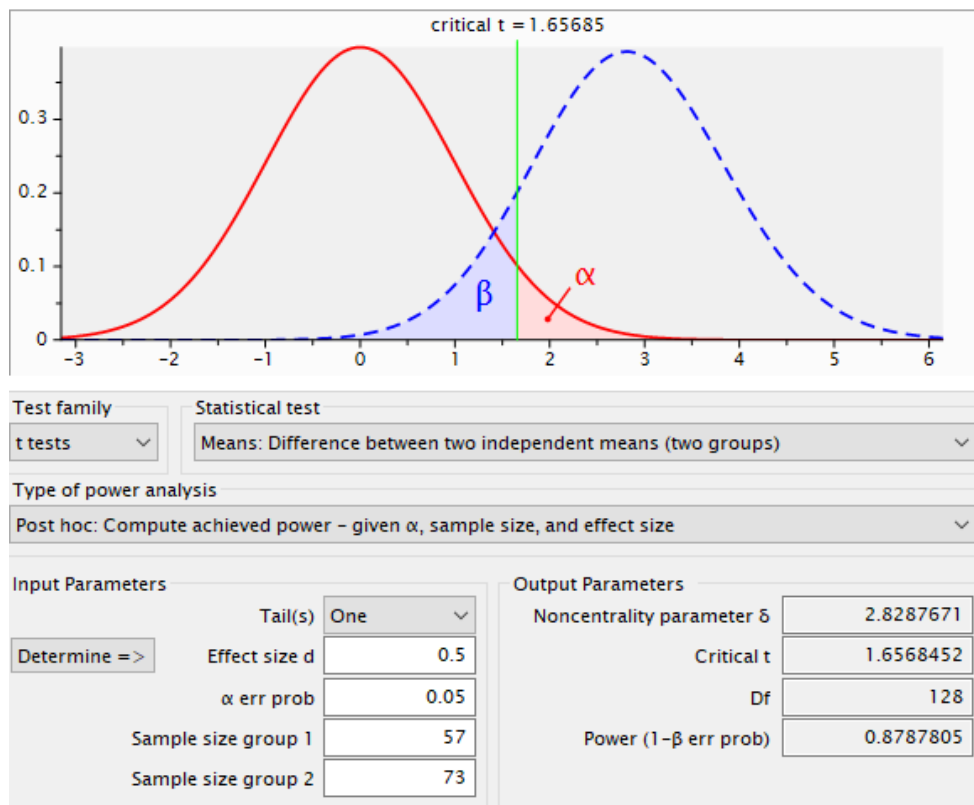 critical t = 1.65685
0.3
0.2
0.1
0
β
α
-3 -2 -1 0 1 2 3 4 5 6
Test family
Statistical test
t tests
Means: Difference between two independent means (two groups)
Type of power analysis
Post hoc: Compute achieved power – given α, sample size, and effect size
Input Parameters
Tail(s) One
Determine => Effect size d 0.5
α err prob 0.05
Sample size group 1 57
Sample size group 2 73
Output Parameters
Noncentrality parameter δ 2.8287671
Critical t 1.6568452
Df 128
Power (1-β err prob) 0.8787805